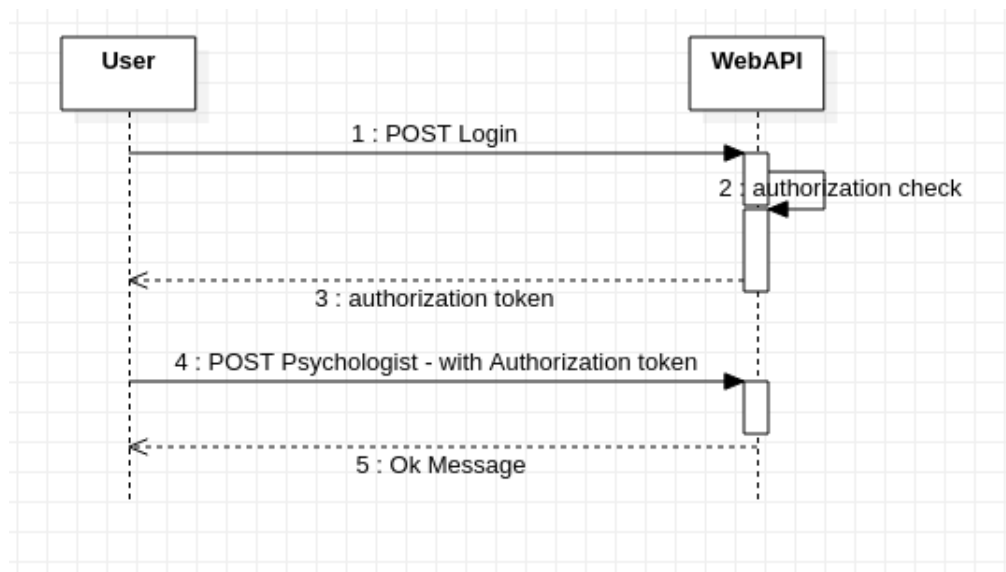 User
WebAPI
1 : POST Login
2 : authorization check
3 : authorization token
4 : POST Psychologist - with Authorization token
5 : Ok Message